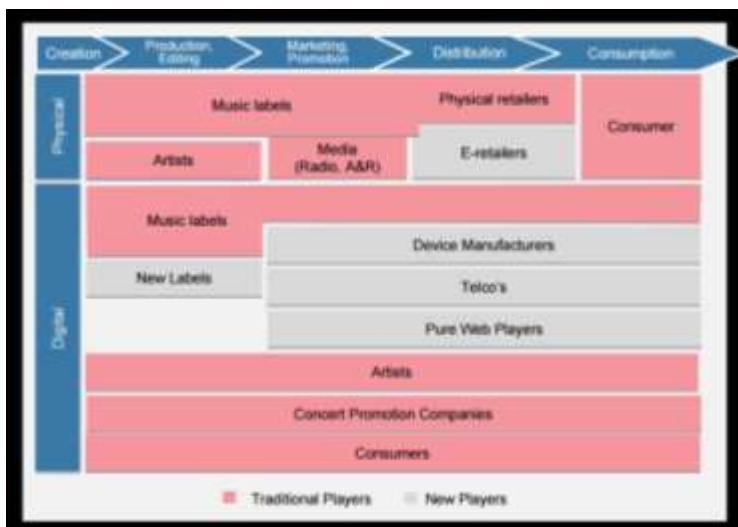 Creation
Production,
Editing
Marketing,
Promotion
Distribution
Consumption
Physical
Music labels
Physical retailers
Consumer
Artists
Media
(Radio, A&R)
E-retailers
Digital
Music labels
Device Manufacturers
New Labels
Telco's
Pure Web Players
Artists
Concert Promotion Companies
Consumers
Traditional Players
New Players